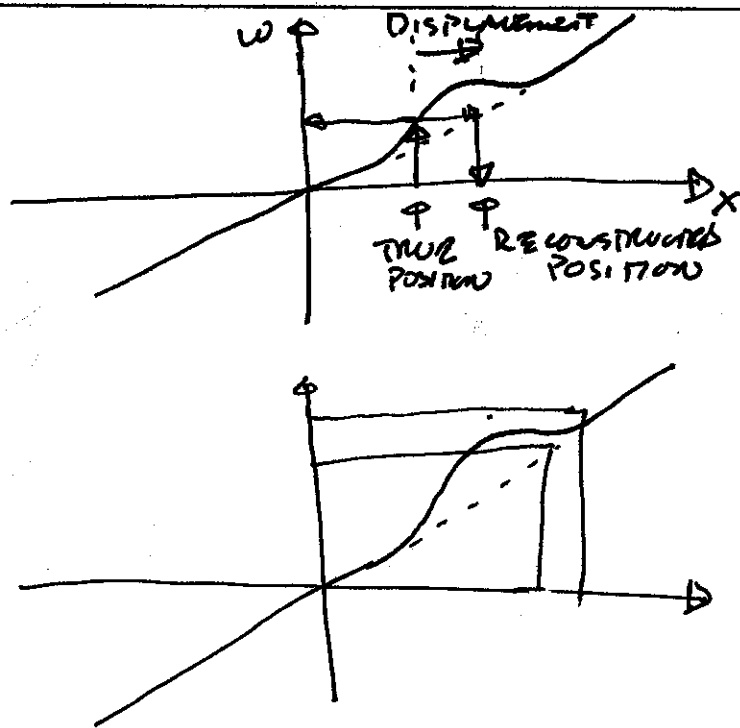 ω DISPLACEMENT
X
TRUE RECONSTRUCTED
POSITION POSITION